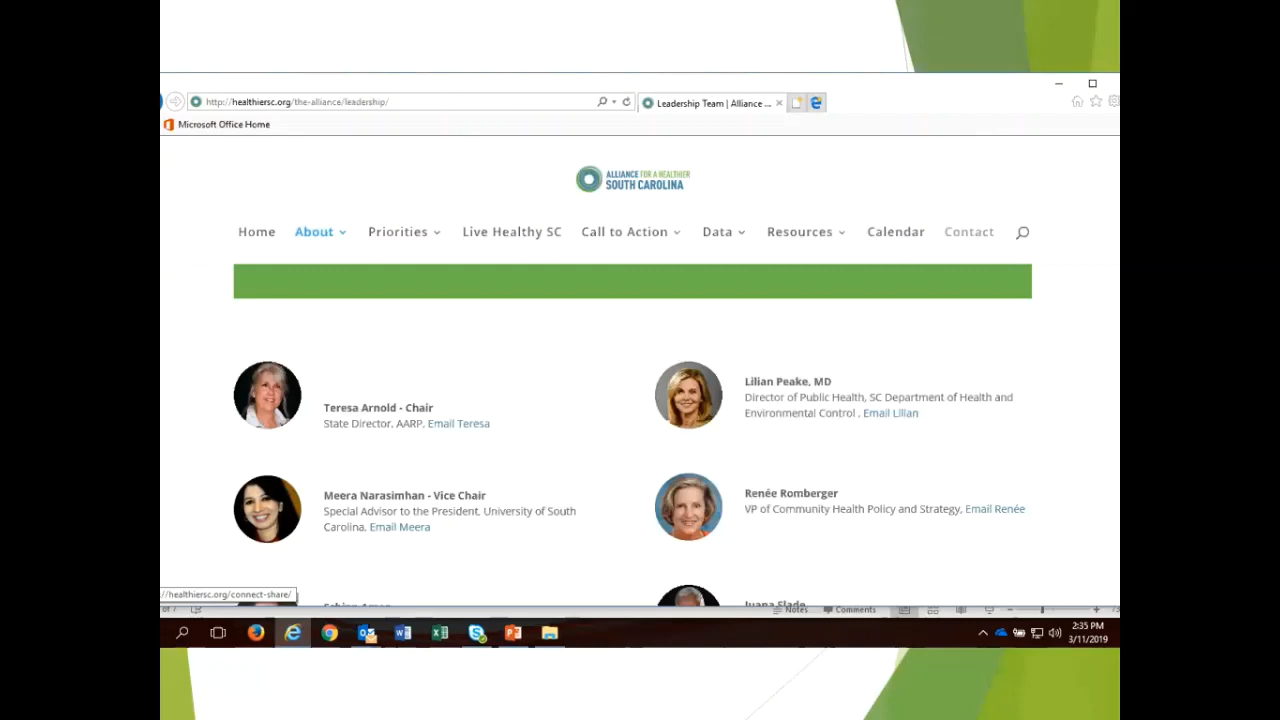 http://healthiersc.org/the-alliance/leadership/
Leadership Team | Alliance ...
Microsoft Office Home
ALLIANCE FOR A HEALTHIER
SOUTH CAROLINA
Home About Priorities Live Healthy SC Call to Action Data Resources Calendar Contact
Teresa Arnold - Chair
State Director, AARP, Email Teresa
Lilian Peake, MD
Director of Public Health, SC Department of Health and
Environmental Control , Email Lilian
Meera Narasimhan - Vice Chair
Special Advisor to the President, University of South
Carolina, Email Meera
Renée Romberger
VP of Community Health Policy and Strategy, Email Renée
//healthiersc.org/connect-share/
Notes Comments
2:35 PM
3/11/2019